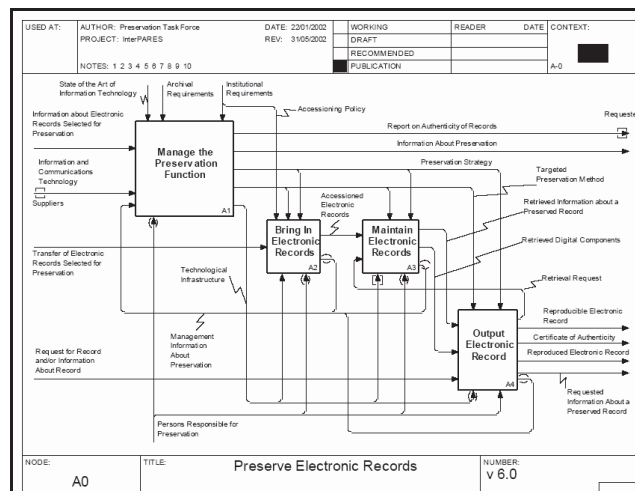 USED AT:
AUTHOR: Preservation Task Force
PROJECT: InterPARES
NOTES: 1 2 3 4 5 6 7 8 9 10
DATE: 22/01/2002
REV: 31/05/2002
WORKING
DRAFT
RECOMMENDED
PUBLICATION
READER DATE
CONTEXT:
A-0
State of the Art of
Information Technology
Archival
Requirements
Institutional
Requirements
Accessioning Policy
Information about Electronic
Records Selected for
Preservation
Manage the
Preservation
Function
A1
Report on Authenticity of Records
Requeste
Information About Preservation
Preservation Strategy
Targeted
Preservation Method
Information and
Communications
Technology
Suppliers
Accessioned
Electronic
Records
Retrieved Information about a
Preserved Record
Bring In
Electronic
Records
A2
Maintain
Electronic
Records
A3
Retrieved Digital Components
Transfer of Electronic
Records Selected for
Preservation
Technological
Infrastructure
Retrieval Request
Reproducible Electronic
Record
Management
Information
About
Preservation
Output
Electronic
Record
A4
Certificate of Authenticity
Reproduced Electronic Record
Request for Record
and/or Information
About Record
Requested
Information About a
Preserved Record
Persons Responsible for
Preservation
NODE:
A0
TITLE:
Preserve Electronic Records
NUMBER:
v 6.0